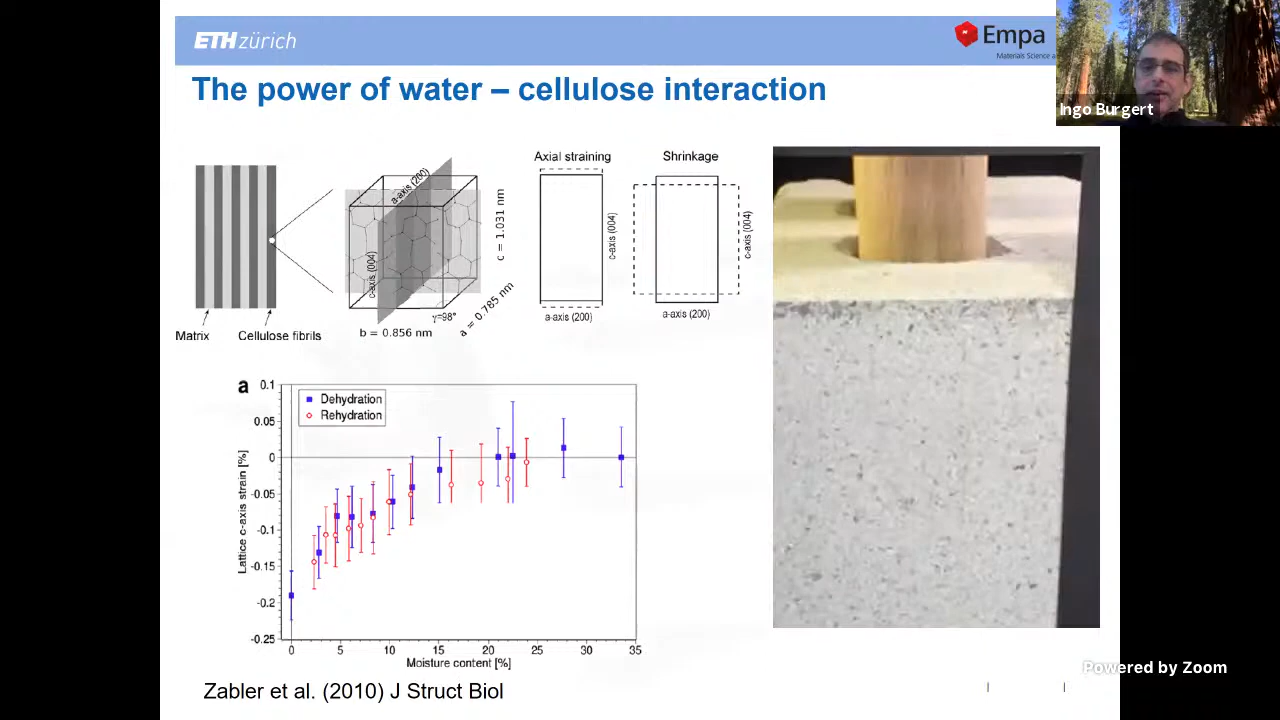 ETH zürich
Empa
Materials Science a
Ingo Burgert
The power of water – cellulose interaction
Matrix
Cellulose fibrils
a-axis (200)
c-axis (004)
c = 1.031 nm
γ=98°
a = 0.785 nm
b = 0.856 nm
Axial straining
c-axis (004)
a-axis (200)
Shrinkage
c-axis (004)
a-axis (200)
a
Dehydration
Rehydration
Lattice c-axis strain [%]
0.1
0.05
0
-0.05
-0.1
-0.15
-0.2
-0.25
0 5 10 15 20 25 30 35
Moisture content [%]
Zabler et al. (2010) J Struct Biol
Powered by Zoom